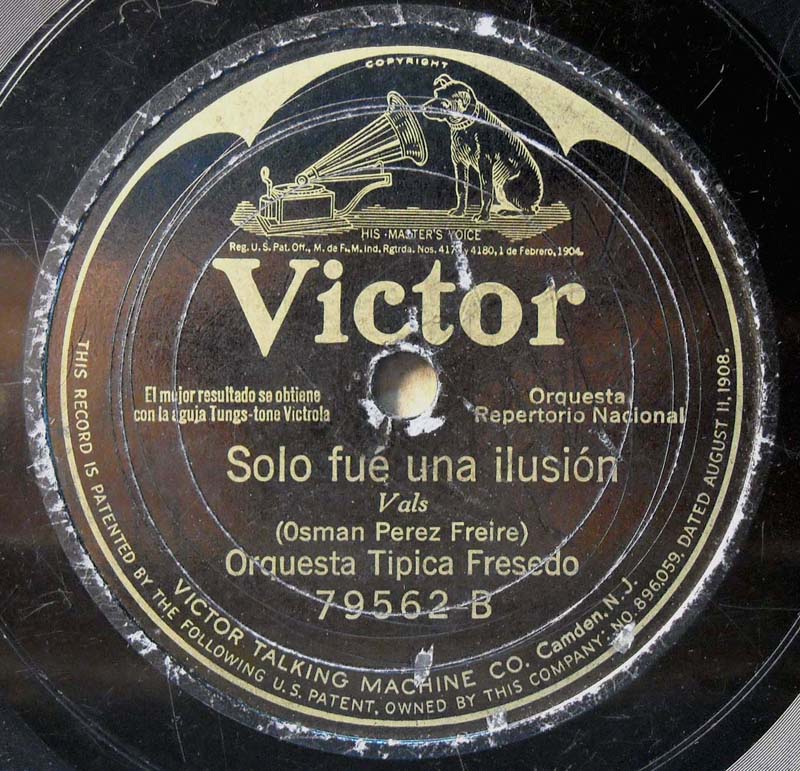 COPYRIGHT
HIS MASTER'S VOICE
Reg. U. S. Pat. Off., M. de F., M. ind. Rgtrda. Nos. 4179 y 4180, 1 de Febrero, 1904.
Victor
El mejor resultado se obtiene
con la aguja Tungs-tone Victrola
Orquesta
Repertorio Nacional
Solo fué una ilusión
Vals
(Osman Perez Freire)
Orquesta Tipica Fresedo
79562 B
VICTOR TALKING MACHINE CO. Camden, N. J.
THIS RECORD IS PATENTED BY THE FOLLOWING U.S. PATENT, OWNED BY THIS COMPANY: NO. 896,059, DATED AUGUST 11, 1908.